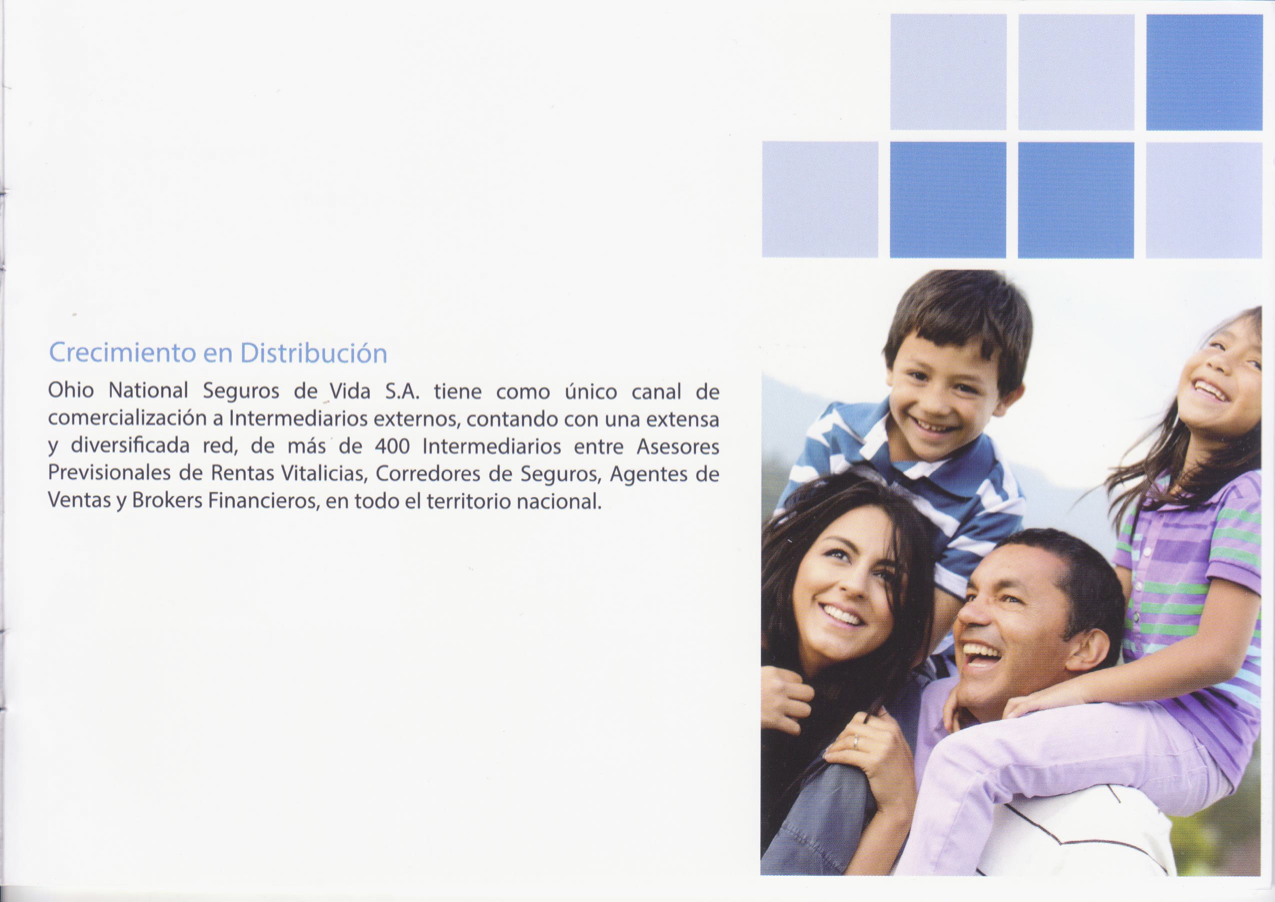 Crecimiento en Distribución
Ohio National Seguros de Vida S.A. tiene como único canal de
comercialización a Intermediarios externos, contando con una extensa
y diversificada red, de más de 400 Intermediarios entre Asesores
Previsionales de Rentas Vitalicias, Corredores de Seguros, Agentes de
Ventas y Brokers Financieros, en todo el territorio nacional.